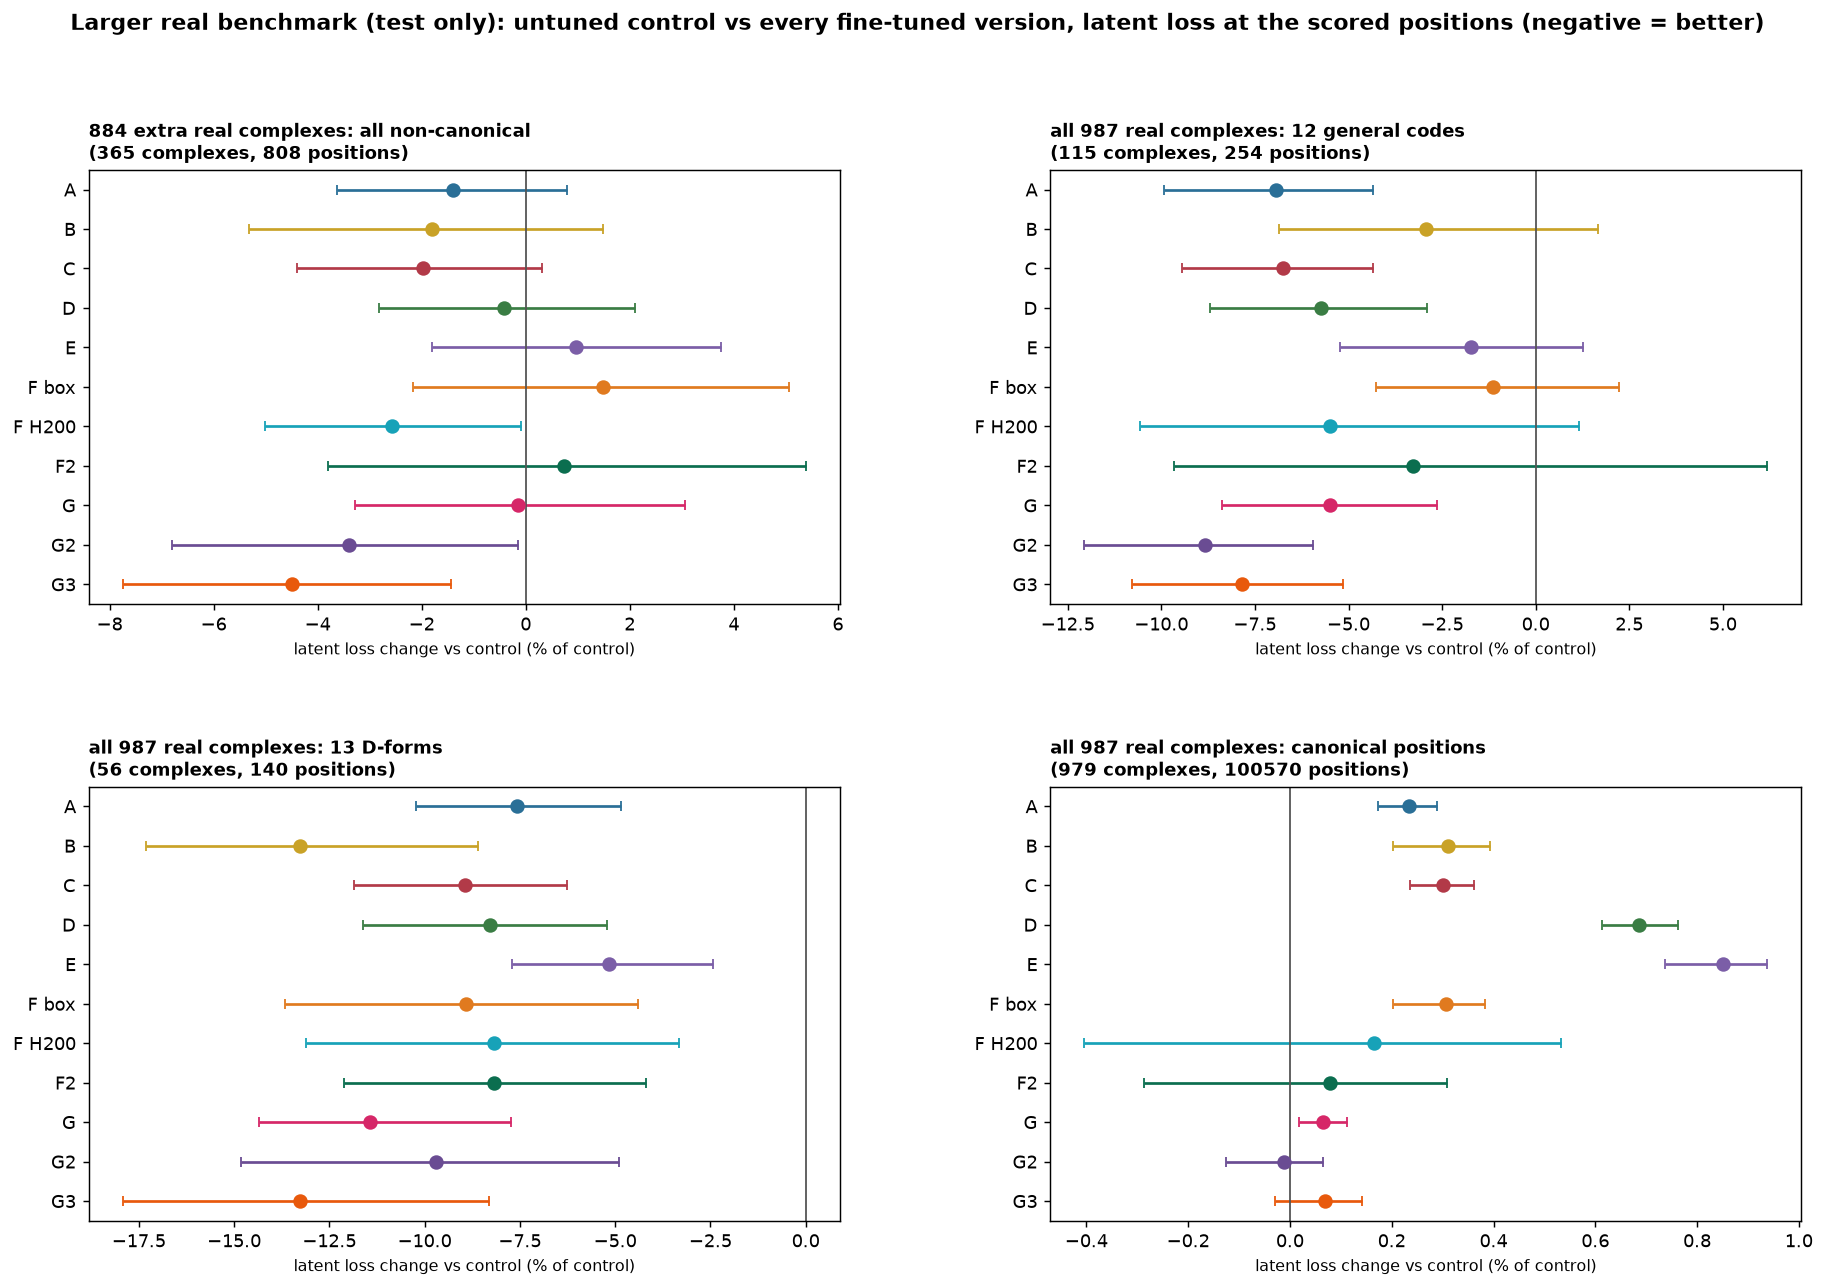 Larger real benchmark (test only): untuned control vs every fine-tuned version, latent loss at the scored positions (negative = better)
884 extra real complexes: all non-canonical
(365 complexes, 808 positions)
A
B
C
D
E
F box
F H200
F2
G
G2
G3
−8 −6 −4 −2 0 2 4 6
latent loss change vs control (% of control)
all 987 real complexes: 12 general codes
(115 complexes, 254 positions)
A
B
C
D
E
F box
F H200
F2
G
G2
G3
−12.5 −10.0 −7.5 −5.0 −2.5 0.0 2.5 5.0
latent loss change vs control (% of control)
all 987 real complexes: 13 D-forms
(56 complexes, 140 positions)
A
B
C
D
E
F box
F H200
F2
G
G2
G3
−17.5 −15.0 −12.5 −10.0 −7.5 −5.0 −2.5 0.0
latent loss change vs control (% of control)
all 987 real complexes: canonical positions
(979 complexes, 100570 positions)
A
B
C
D
E
F box
F H200
F2
G
G2
G3
−0.4 −0.2 0.0 0.2 0.4 0.6 0.8 1.0
latent loss change vs control (% of control)